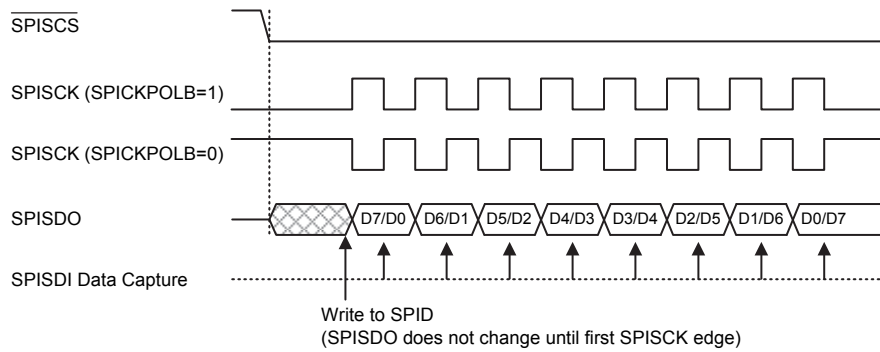 SPISCS
SPISCK (SPICKPOLB=1)
SPISCK (SPICKPOLB=0)
SPISDO
D7/D0 D6/D1 D5/D2 D4/D3 D3/D4 D2/D5 D1/D6 D0/D7
SPISDI Data Capture
Write to SPID
(SPISDO does not change until first SPISCK edge)